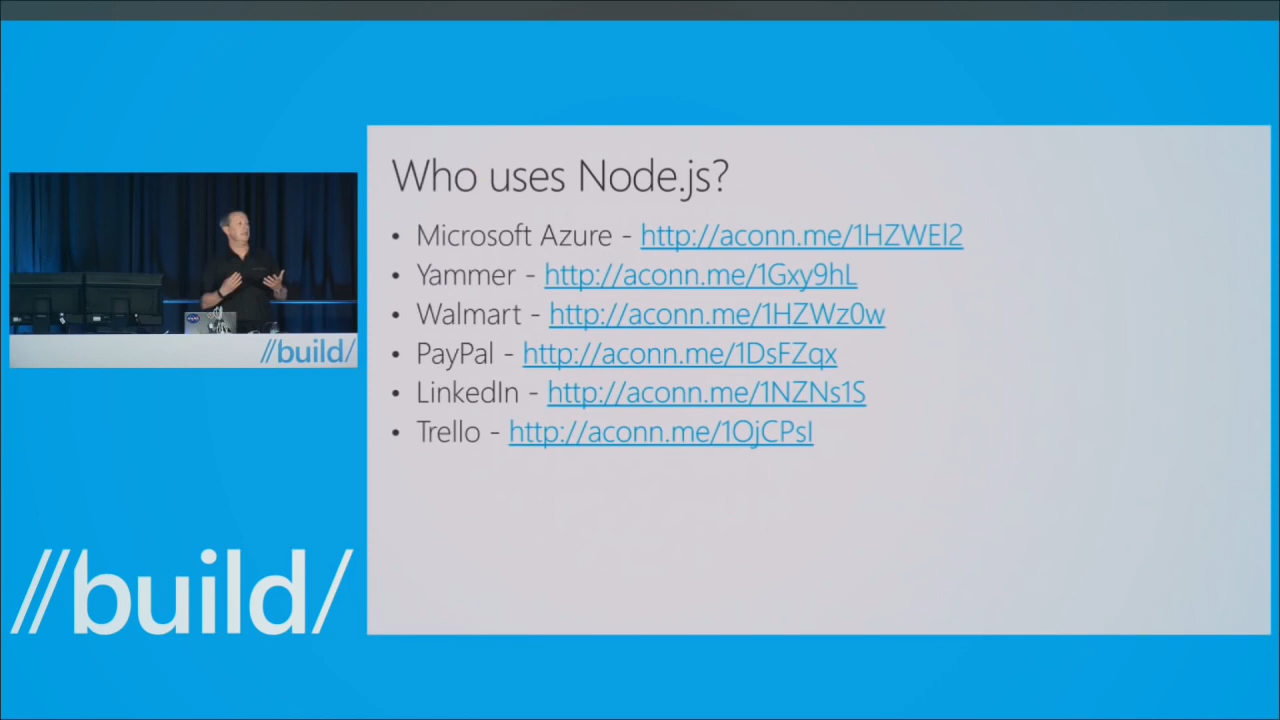 Who uses Node.js?
• Microsoft Azure - http://aconn.me/1HZWEl2
• Yammer - http://aconn.me/1Gxy9hL
• Walmart - http://aconn.me/1HZWz0w
• PayPal - http://aconn.me/1DsFZqx
• LinkedIn - http://aconn.me/1NZNs1S
• Trello - http://aconn.me/1OjCPsI
//build/
//build/